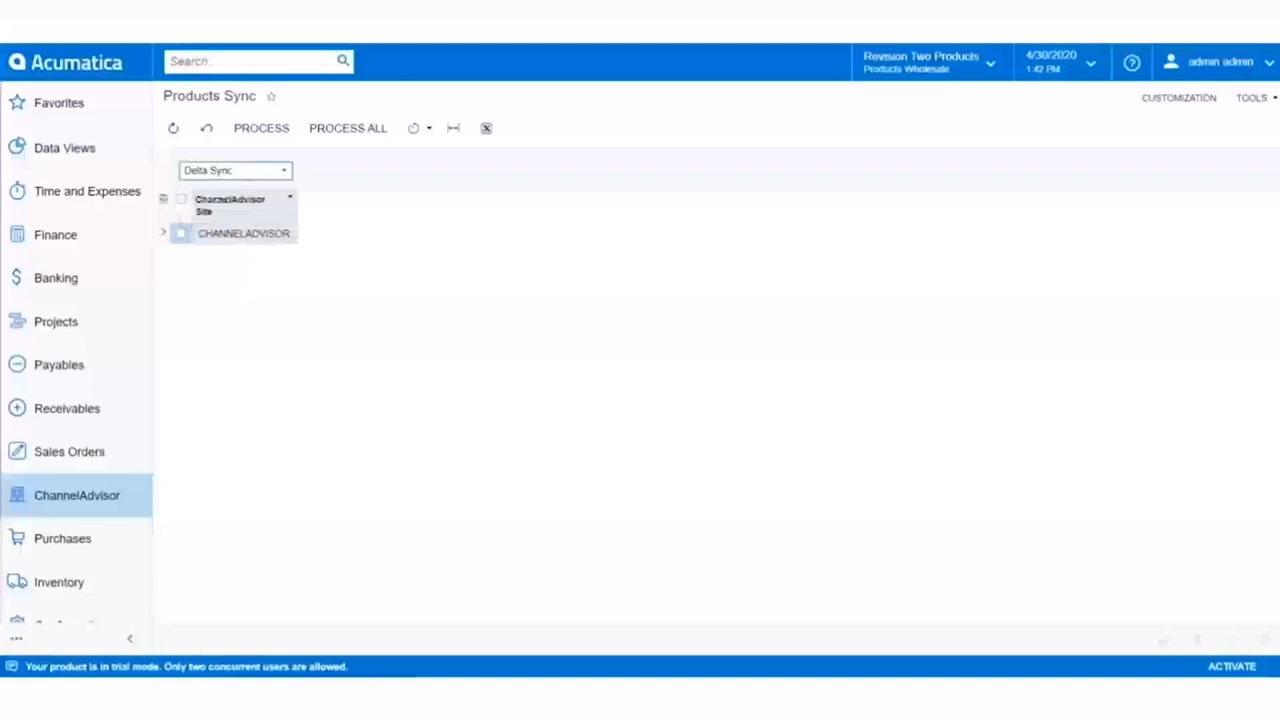 Acumatica
Search...
Revision Two Products
Products Wholesale
4/30/2020
1:42 PM
admin admin
Favorites
Data Views
Time and Expenses
Finance
Banking
Projects
Payables
Receivables
Sales Orders
ChannelAdvisor
Purchases
Inventory
Products Sync
CUSTOMIZATION
TOOLS
PROCESS
PROCESS ALL
Delta Sync
ChannelAdvisor
Site
CHANNELADVISOR
Your product is in trial mode. Only two concurrent users are allowed.
ACTIVATE